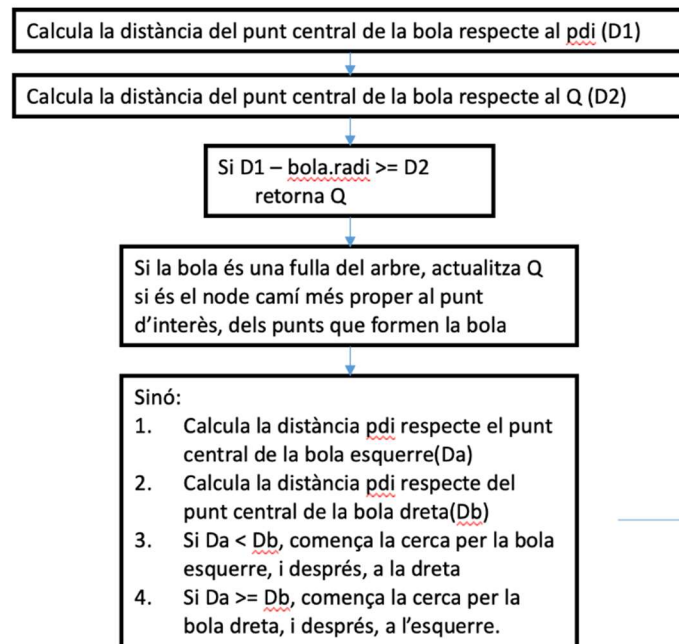 Calcula la distància del punt central de la bola respecte al pdi (D1)
Calcula la distància del punt central de la bola respecte al Q (D2)
Si D1 – bola.radi >= D2
retorna Q
Si la bola és una fulla del arbre, actualitza Q
si és el node camí més proper al punt
d’interès, dels punts que formen la bola
Sinó:
1. Calcula la distància pdi respecte el punt
central de la bola esquerre(Da)
2. Calcula la distància pdi respecte del
punt central de la bola dreta(Db)
3. Si Da < Db, comença la cerca per la bola
esquerre, i després, a la dreta
4. Si Da >= Db, comença la cerca per la
bola dreta, i després, a l’esquerre.